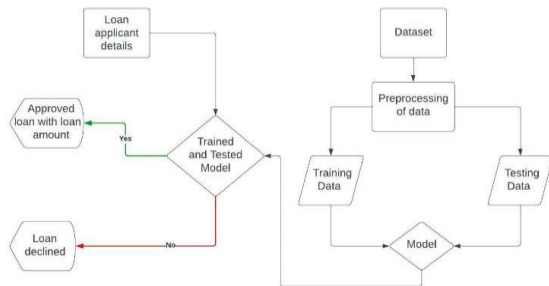 Loan
applicant
details
Dataset
Approved
loan with loan
amount
Yes
Trained
and Tested
Model
Preprocessing
of data
Training
Data
Testing
Data
Loan
declined
No
Model